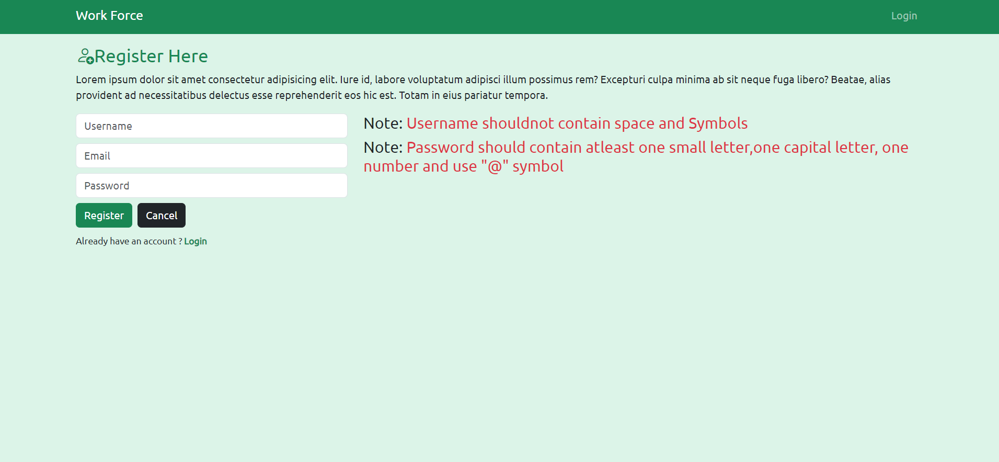 Work Force
Login
Register Here
Lorem ipsum dolor sit amet consectetur adipisicing elit. Iure id, labore voluptatum adipisci illum possimus rem? Excepturi culpa minima ab sit neque fuga libero? Beatae, alias
provident ad necessitatibus delectus esse reprehenderit eos hic est. Totam in eius pariatur tempora.
Username
Email
Password
Note: Username shouldnot contain space and Symbols
Note: Password should contain atleast one small letter,one capital letter, one
number and use "@" symbol
Register
Cancel
Already have an account ? Login